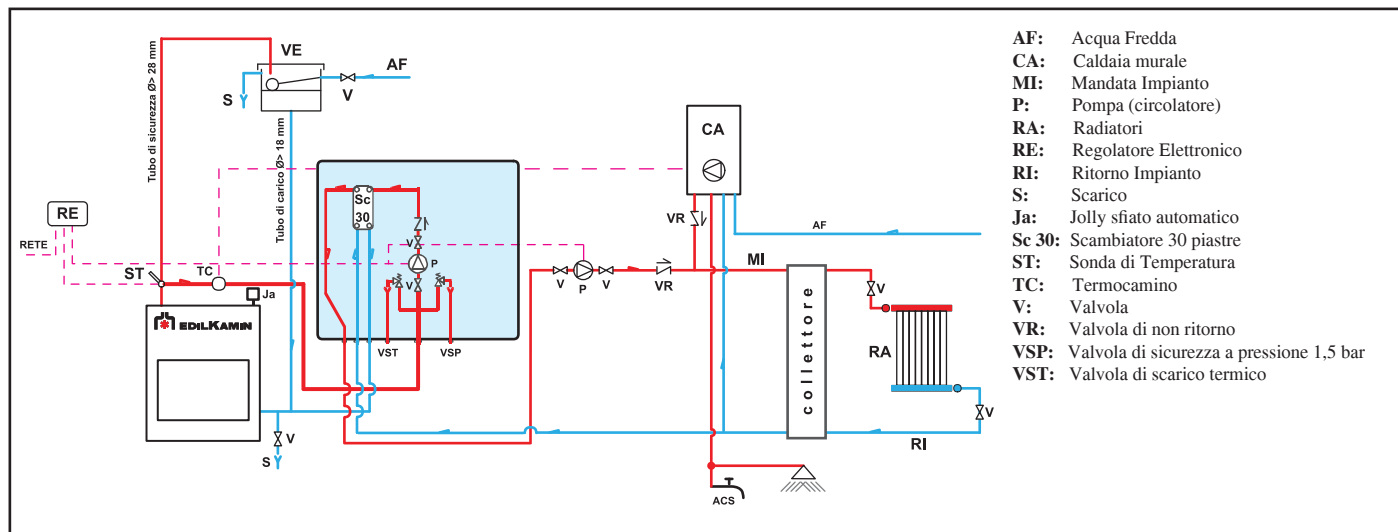 VE
AF
V
S
Tubo di sicurezza Ø> 28 mm
Tubo di carico Ø> 18 mm
RE
RETE
ST
TC
Ja
EDILKAMIN
V
S
Sc
30
V
P
V
VST
VSP
CA
VR
AF
V
P
V
VR
MI
collettore
V
RA
V
RI
ACS
AF: Acqua Fredda
CA: Caldaia murale
MI: Mandata Impianto
P: Pompa (circolatore)
RA: Radiatori
RE: Regolatore Elettronico
RI: Ritorno Impianto
S: Scarico
Ja: Jolly sfiato automatico
Sc 30: Scambiatore 30 piastre
ST: Sonda di Temperatura
TC: Termocamino
V: Valvola
VR: Valvola di non ritorno
VSP: Valvola di sicurezza a pressione 1,5 bar
VST: Valvola di scarico termico